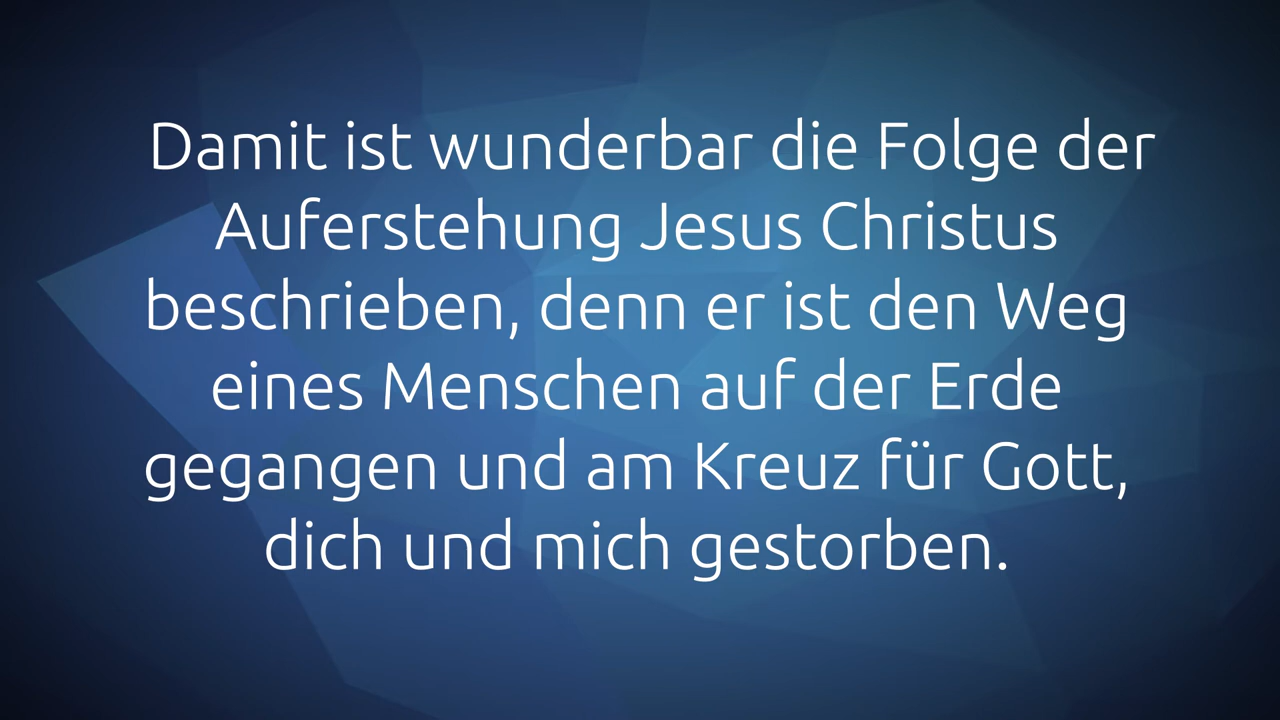 Damit ist wunderbar die Folge der
Auferstehung Jesus Christus
beschrieben, denn er ist den Weg
eines Menschen auf der Erde
gegangen und am Kreuz für Gott,
dich und mich gestorben.